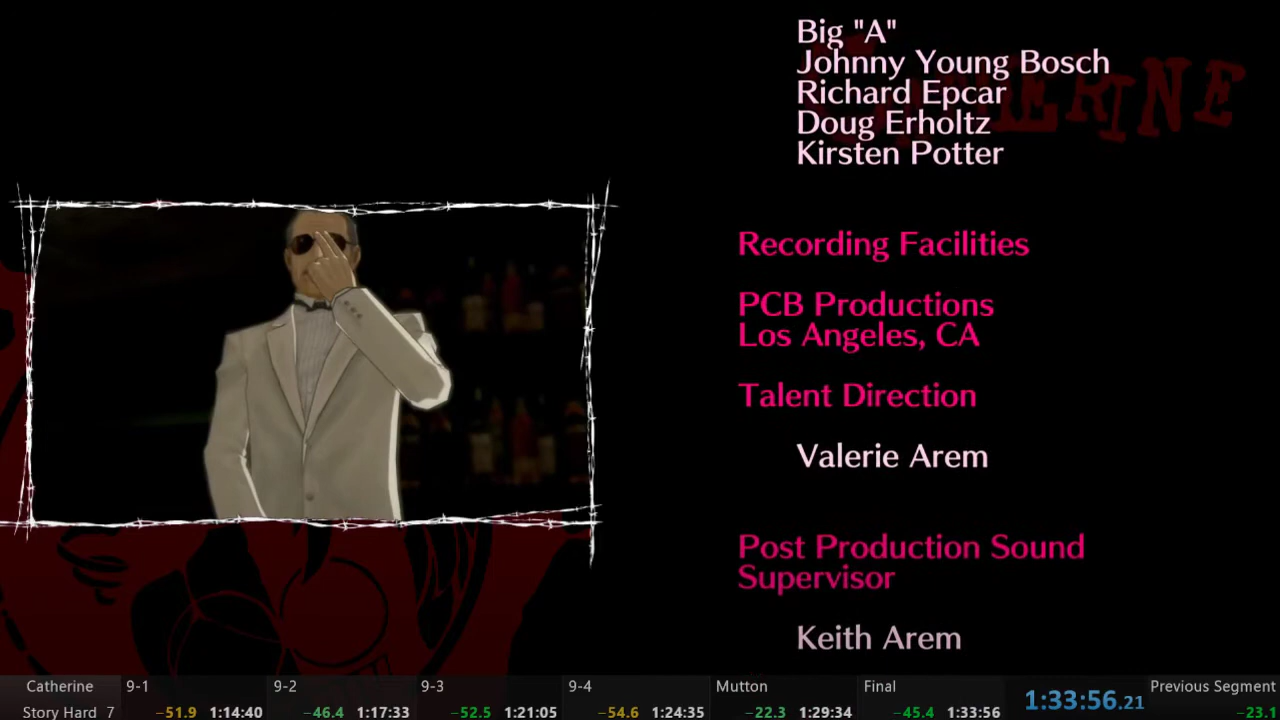 Big "A"
Johnny Young Bosch
Richard Epcar
Doug Erholtz
Kirsten Potter
CATHERINE
Recording Facilities
PCB Productions
Los Angeles, CA
Talent Direction
Valerie Arem
Post Production Sound
Supervisor
Keith Arem
Catherine 9-1 9-2 9-3 9-4 Mutton Final 1:33:56.21 Previous Segment
Story Hard 7 −51.9 1:14:40 −46.4 1:17:33 −52.5 1:21:05 −54.6 1:24:35 −22.3 1:29:34 −45.4 1:33:56 −23.1